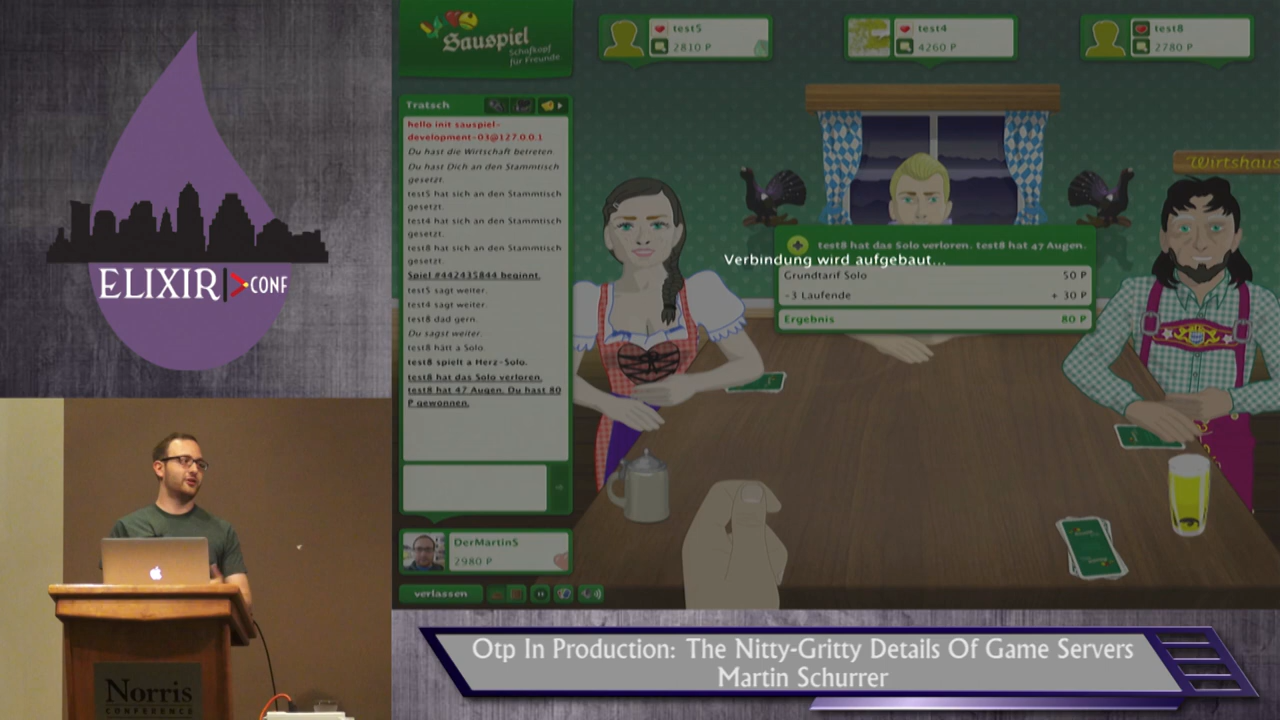 Sauspiel
Schafkopf
für Freunde
test5
2810 P
test4
4260 P
test8
2780 P
Tratsch
hello init sauspiel-
development-03@127.0.0.1
Du hast die Wirtschaft betreten.
Du hast Dich an den Stammtisch
gesetzt.
test5 hat sich an den Stammtisch
gesetzt.
test4 hat sich an den Stammtisch
gesetzt.
test8 hat sich an den Stammtisch
gesetzt.
Spiel #442435844 beginnt.
test5 sagt weiter.
test4 sagt weiter.
test8 dad gern.
Du sagst weiter.
test8 hätt a Solo.
test8 spielt a Herz-Solo.
test8 hat das Solo verloren.
test8 hat 47 Augen. Du hast 80
P gewonnen.
DerMartinS
2980 P
verlassen
Wirtshaus
test8 hat das Solo verloren. test8 hat 47 Augen.
Verbindung wird aufgebaut...
Grundtarif Solo 50 P
-3 Laufende + 30 P
Ergebnis 80 P
ELIXIR CONF
Norris
CONFERENCE
Otp In Production: The Nitty-Gritty Details Of Game Servers
Martin Schurrer